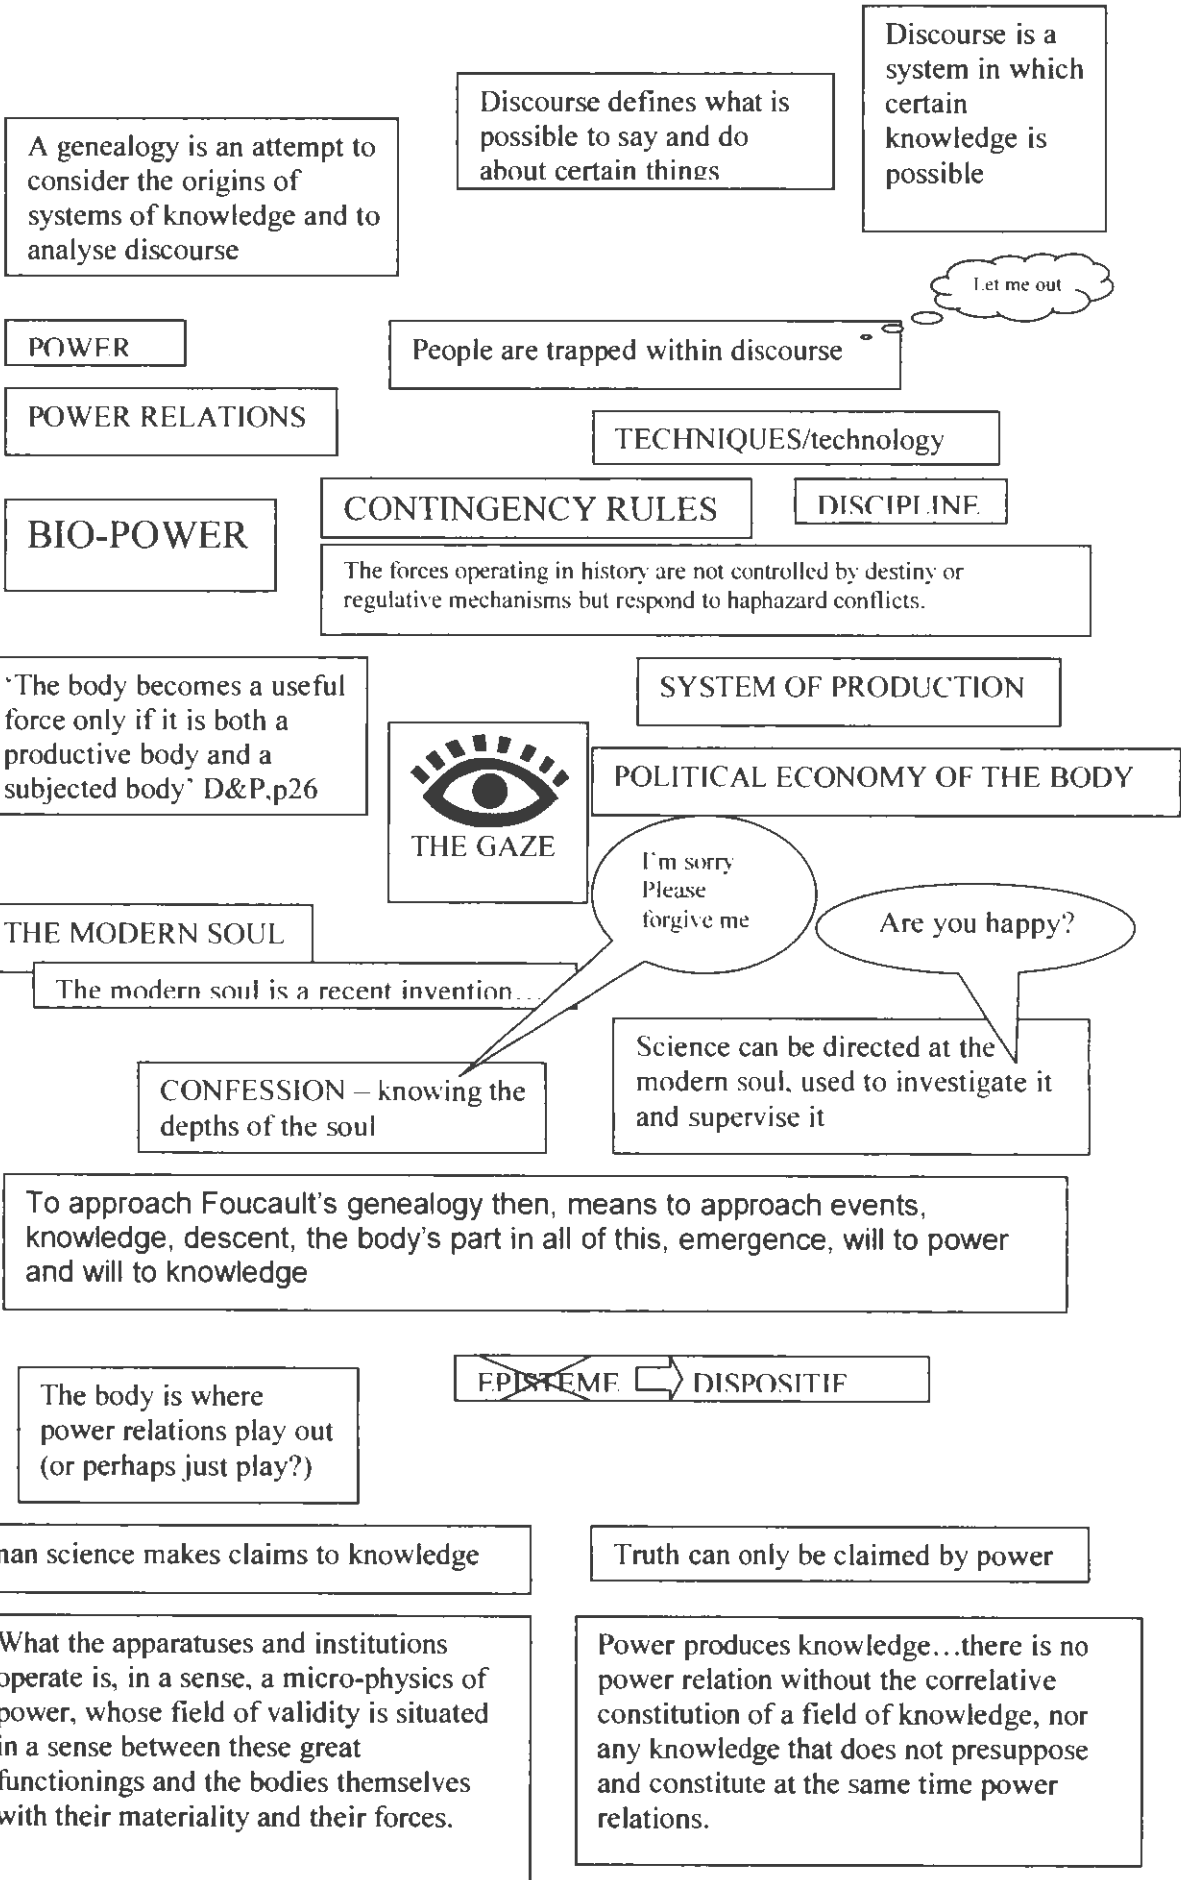 Discourse is a
system in which
certain
knowledge is
possible
Discourse defines what is
possible to say and do
about certain things
A genealogy is an attempt to
consider the origins of
systems of knowledge and to
analyse discourse
Let me out
POWER
People are trapped within discourse
POWER RELATIONS
TECHNIQUES/technology
BIO-POWER
CONTINGENCY RULES
DISCIPLINE
The forces operating in history are not controlled by destiny or
regulative mechanisms but respond to haphazard conflicts.
'The body becomes a useful
force only if it is both a
productive body and a
subjected body' D&P,p26
SYSTEM OF PRODUCTION
POLITICAL ECONOMY OF THE BODY
THE GAZE
I'm sorry
Please
forgive me
Are you happy?
THE MODERN SOUL
The modern soul is a recent invention...
Science can be directed at the
modern soul, used to investigate it
and supervise it
CONFESSION – knowing the
depths of the soul
To approach Foucault's genealogy then, means to approach events,
knowledge, descent, the body's part in all of this, emergence, will to power
and will to knowledge
EPISTEME DISPOSITIF
The body is where
power relations play out
(or perhaps just play?)
science makes claims to knowledge
Truth can only be claimed by power
What the apparatuses and institutions
operate is, in a sense, a micro-physics of
power, whose field of validity is situated
in a sense between these great
functionings and the bodies themselves
with their materiality and their forces.
Power produces knowledge…there is no
power relation without the correlative
constitution of a field of knowledge, nor
any knowledge that does not presuppose
and constitute at the same time power
relations.